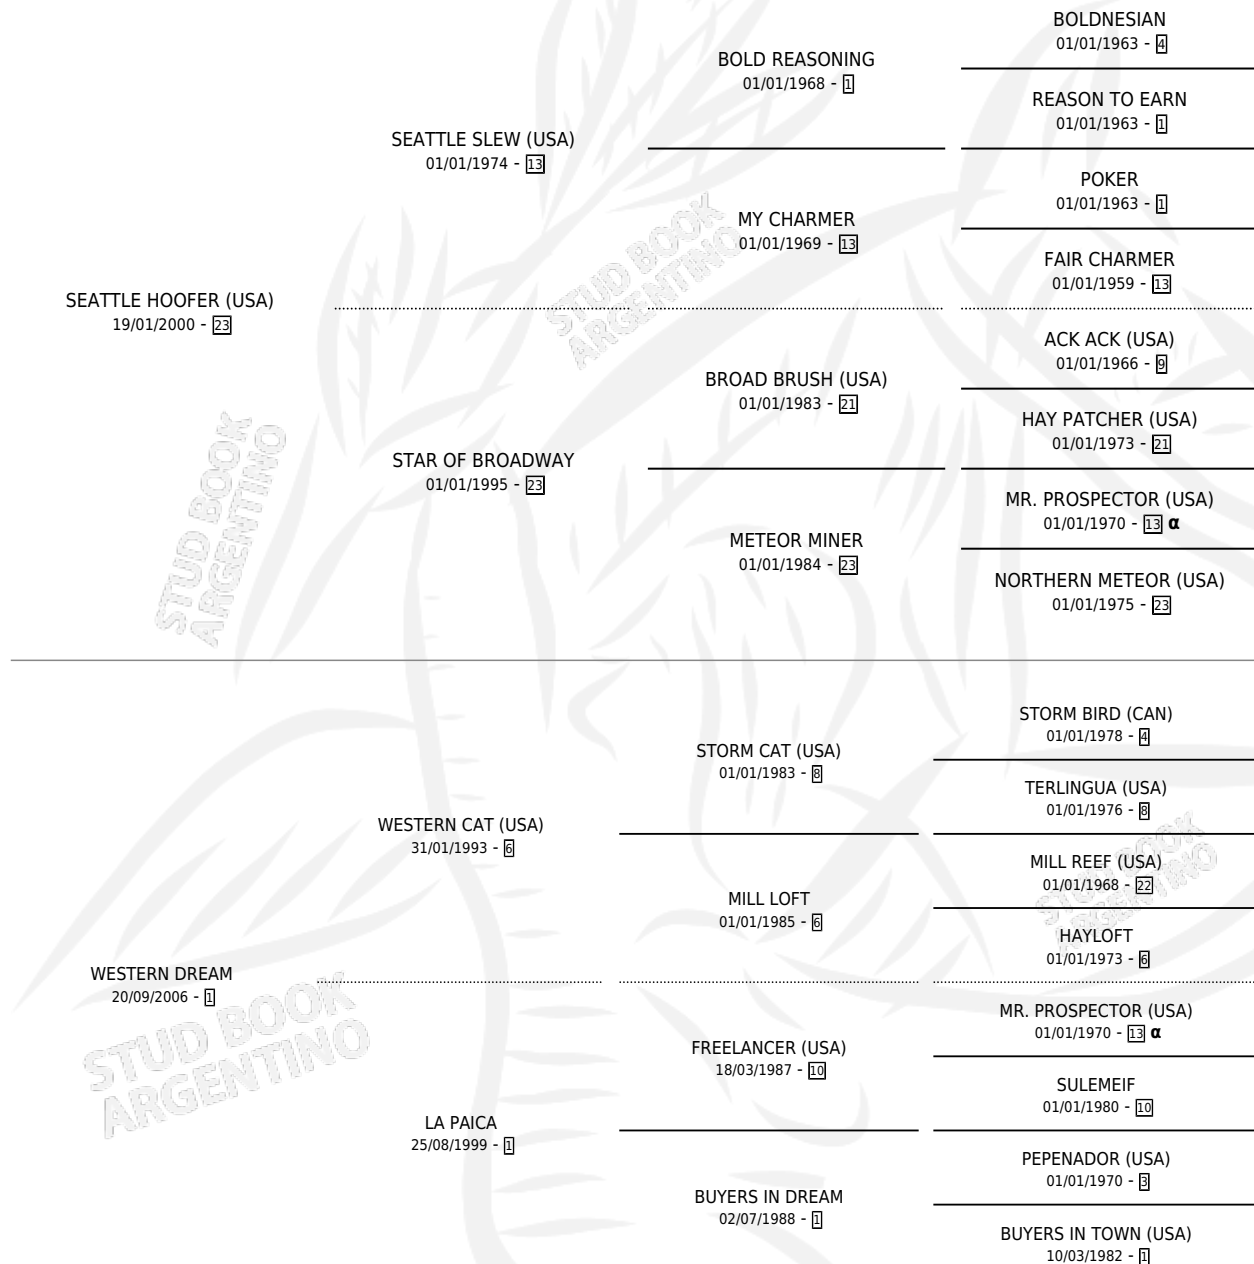 BOLDNESIAN
01/01/1963 - 4
BOLD REASONING
01/01/1968 - 1
REASON TO EARN
01/01/1963 - 1
SEATTLE SLEW (USA)
01/01/1974 - 13
POKER
01/01/1963 - 1
MY CHARMER
01/01/1969 - 13
FAIR CHARMER
01/01/1959 - 13
SEATTLE HOOFER (USA)
19/01/2000 - 23
ACK ACK (USA)
01/01/1966 - 9
BROAD BRUSH (USA)
01/01/1983 - 21
HAY PATCHER (USA)
01/01/1973 - 21
STAR OF BROADWAY
01/01/1995 - 23
MR. PROSPECTOR (USA)
01/01/1970 - 13 α
METEOR MINER
01/01/1984 - 23
NORTHERN METEOR (USA)
01/01/1975 - 23
STORM BIRD (CAN)
01/01/1978 - 4
STORM CAT (USA)
01/01/1983 - 8
TERLINGUA (USA)
01/01/1976 - 8
WESTERN CAT (USA)
31/01/1993 - 6
MILL REEF (USA)
01/01/1968 - 22
MILL LOFT
01/01/1985 - 6
HAYLOFT
01/01/1973 - 6
WESTERN DREAM
20/09/2006 - 1
MR. PROSPECTOR (USA)
01/01/1970 - 13 α
FREELANCER (USA)
18/03/1987 - 10
SULEMEIF
01/01/1980 - 10
LA PAICA
25/08/1999 - 1
PEPENADOR (USA)
01/01/1970 - 3
BUYERS IN DREAM
02/07/1988 - 1
BUYERS IN TOWN (USA)
10/03/1982 - 1
STUD BOOK
ARGENTINO
STUD BOOK
ARGENTINO
STUD BOOK
ARGENTINO
STUD BOOK
ARGENTINO